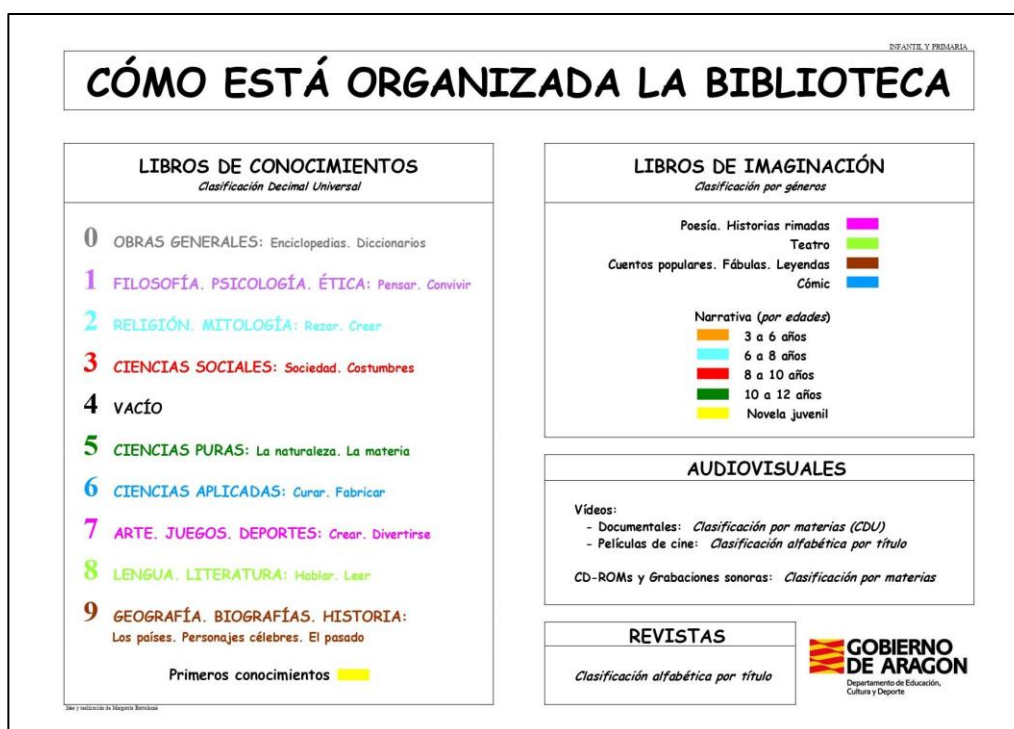 INFANTIL Y PRIMARIA
CÓMO ESTÁ ORGANIZADA LA BIBLIOTECA
LIBROS DE CONOCIMIENTOS
Clasificación Decimal Universal
0 OBRAS GENERALES: Enciclopedias. Diccionarios
1 FILOSOFÍA. PSICOLOGÍA. ÉTICA: Pensar. Convivir
2 RELIGIÓN. MITOLOGÍA: Rezar. Creer
3 CIENCIAS SOCIALES: Sociedad. Costumbres
4 VACÍO
5 CIENCIAS PURAS: La naturaleza. La materia
6 CIENCIAS APLICADAS: Curar. Fabricar
7 ARTE. JUEGOS. DEPORTES: Crear. Divertirse
8 LENGUA. LITERATURA: Hablar. Leer
9 GEOGRAFÍA. BIOGRAFÍAS. HISTORIA:
Los países. Personajes célebres. El pasado
Primeros conocimientos
LIBROS DE IMAGINACIÓN
Clasificación por géneros
Poesía. Historias rimadas
Teatro
Cuentos populares. Fábulas. Leyendas
Cómic
Narrativa (por edades)
3 a 6 años
6 a 8 años
8 a 10 años
10 a 12 años
Novela juvenil
AUDIOVISUALES
Vídeos:
- Documentales: Clasificación por materias (CDU)
- Películas de cine: Clasificación alfabética por título
CD-ROMs y Grabaciones sonoras: Clasificación por materias
REVISTAS
Clasificación alfabética por título
GOBIERNO
DE ARAGON
Departamento de Educación,
Cultura y Deporte
y realización de Margarita Bartolomé